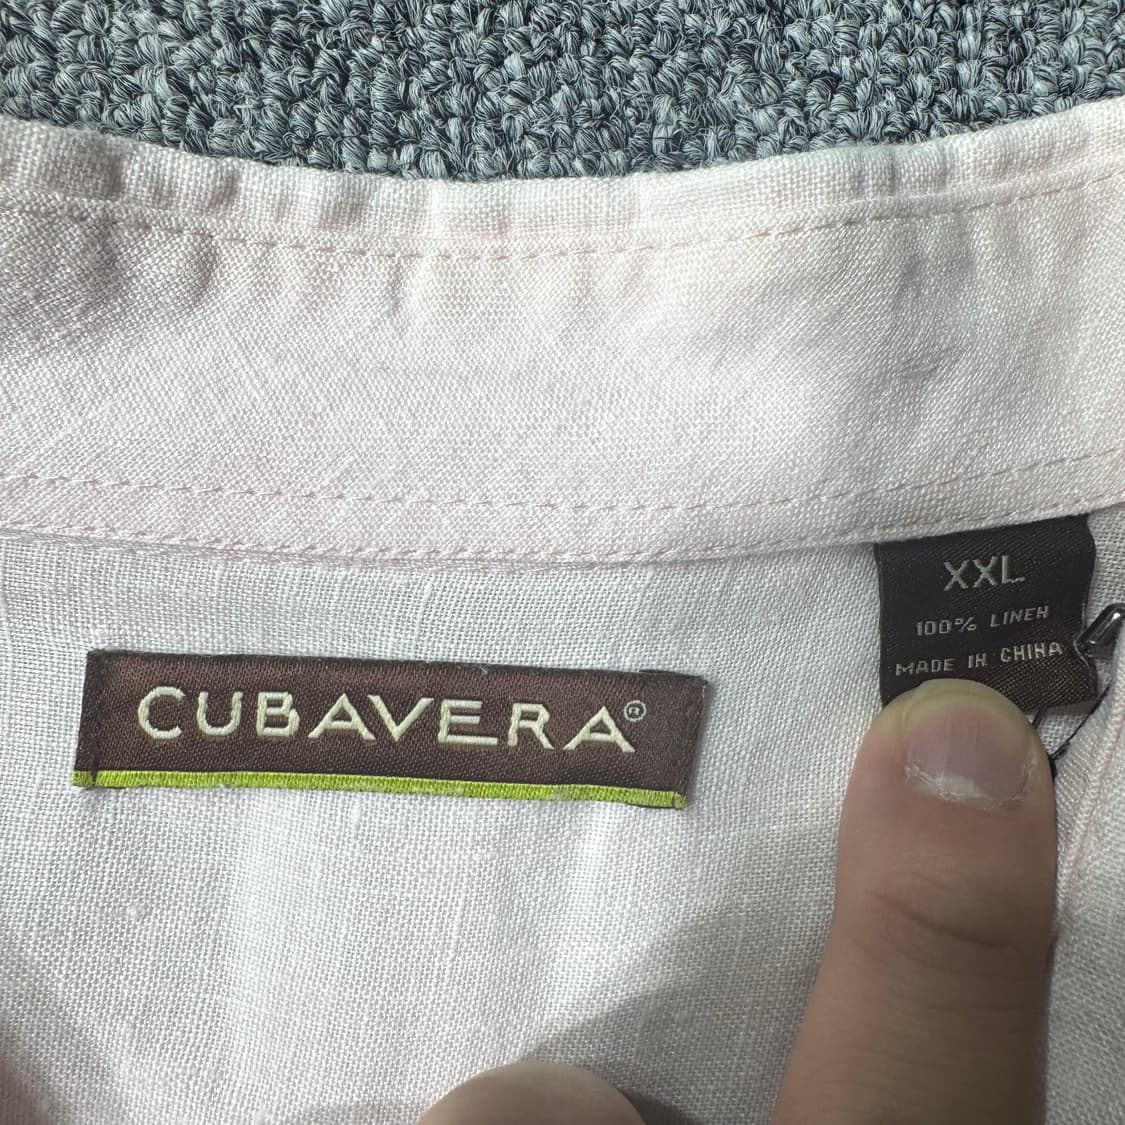 CUBAVERA®
XXL
100% LINEN
MADE IN CHINA